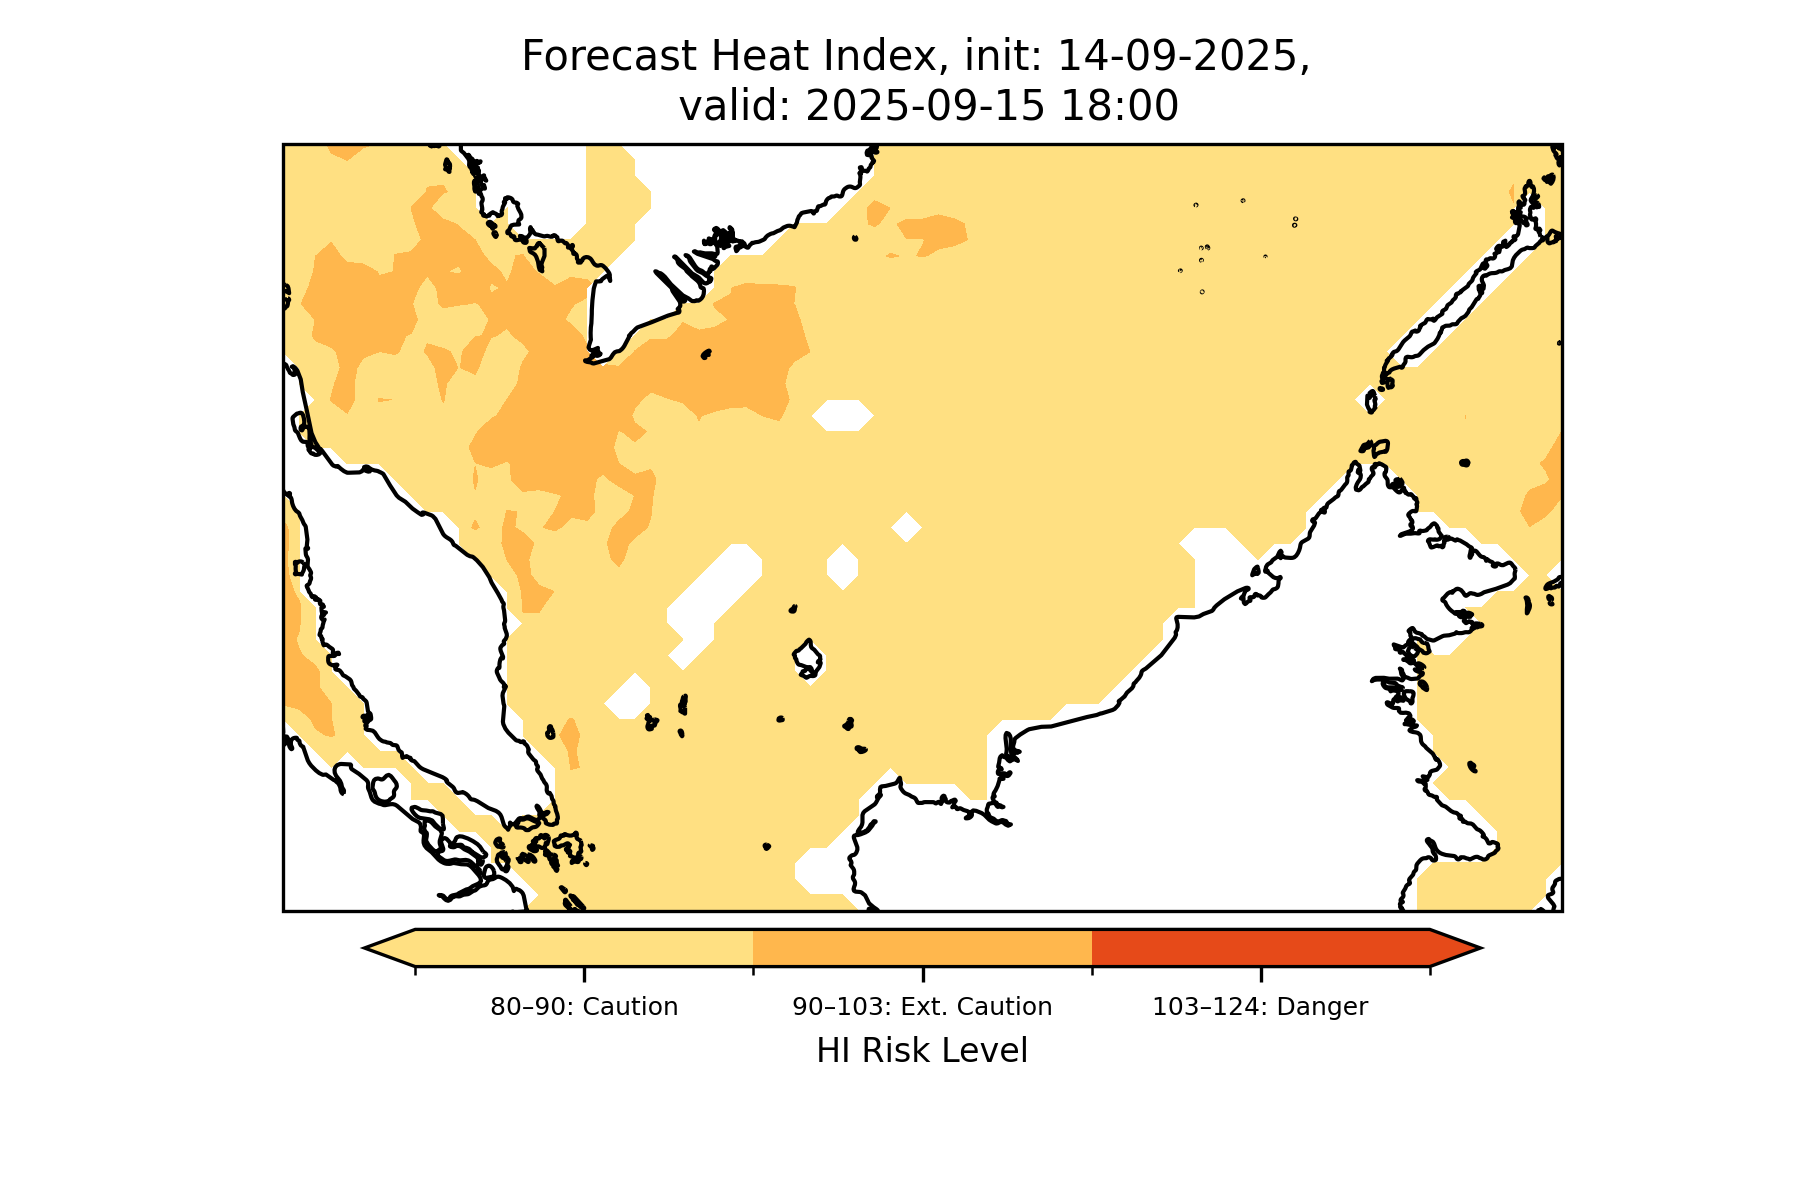 Forecast Heat Index, init: 14-09-2025,
valid: 2025-09-15 18:00
80–90: Caution
90–103: Ext. Caution
103–124: Danger
HI Risk Level